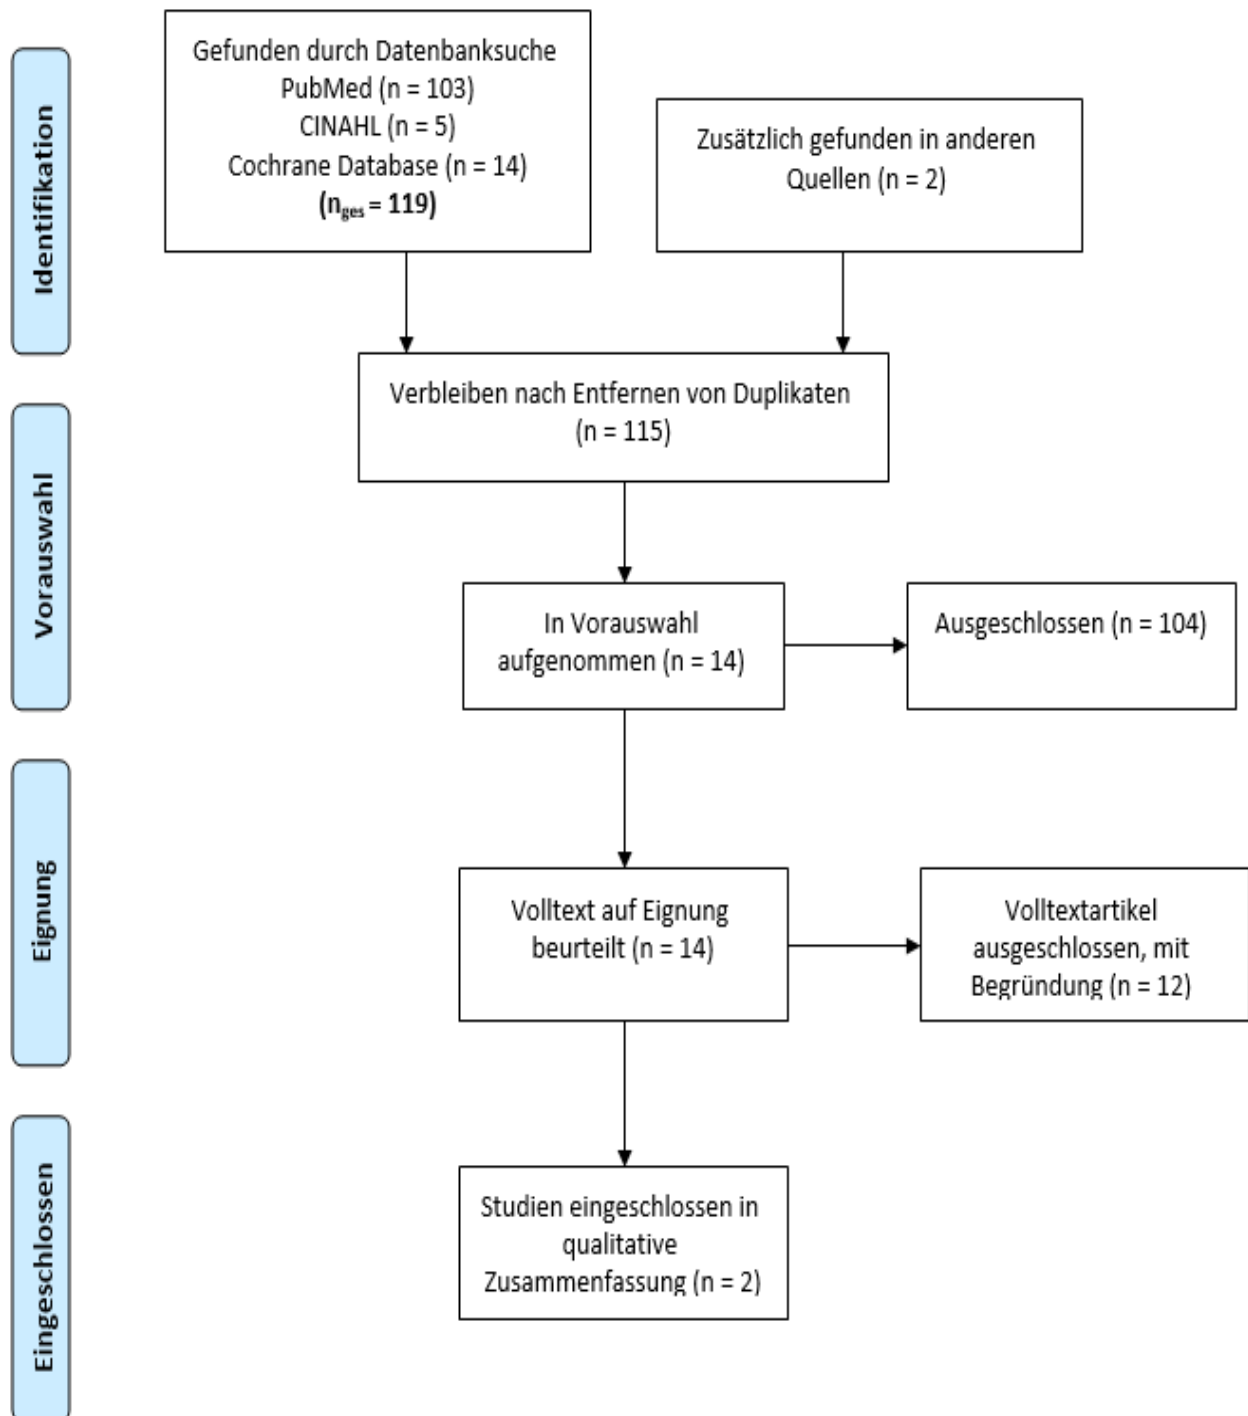 Identifikation
Gefunden durch Datenbanksuche
PubMed (n = 103)
CINAHL (n = 5)
Cochrane Database (n = 14)
(nges = 119)
Zusätzlich gefunden in anderen
Quellen (n = 2)
Verbleiben nach Entfernen von Duplikaten
(n = 115)
Vorauswahl
In Vorauswahl
aufgenommen (n = 14)
Ausgeschlossen (n = 104)
Eignung
Volltext auf Eignung
beurteilt (n = 14)
Volltextartikel
ausgeschlossen, mit
Begründung (n = 12)
Eingeschlossen
Studien eingeschlossen in
qualitative
Zusammenfassung (n = 2)